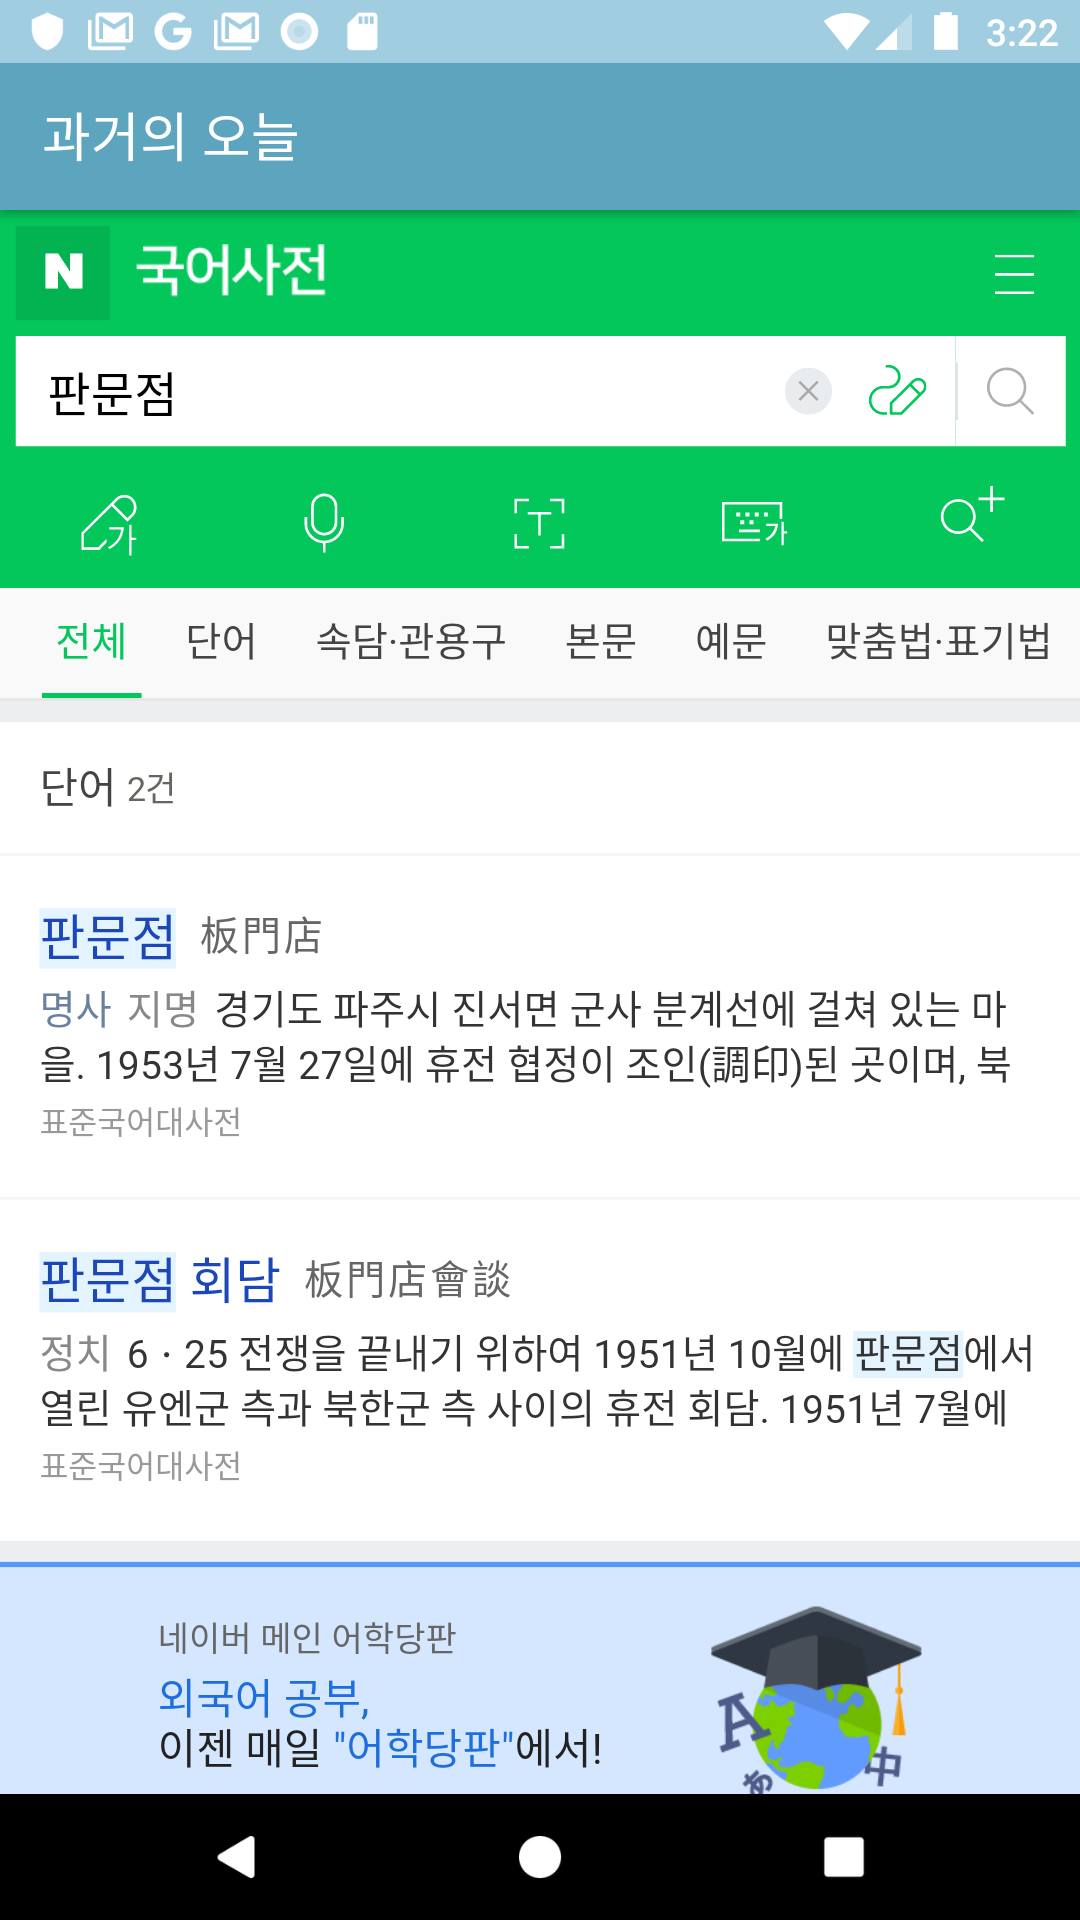 3:22
과거의 오늘
N 국어사전
판문점
가 T 가
전체 단어 속담·관용구 본문 예문 맞춤법·표기법
단어 2건
판문점 板門店
명사 지명 경기도 파주시 진서면 군사 분계선에 걸쳐 있는 마
을. 1953년 7월 27일에 휴전 협정이 조인(調印)된 곳이며, 북
표준국어대사전
판문점 회담 板門店會談
정치 6·25 전쟁을 끝내기 위하여 1951년 10월에 판문점에서
열린 유엔군 측과 북한군 측 사이의 휴전 회담. 1951년 7월에
표준국어대사전
네이버 메인 어학당판
외국어 공부,
이젠 매일 "어학당판"에서!
A
あ 中